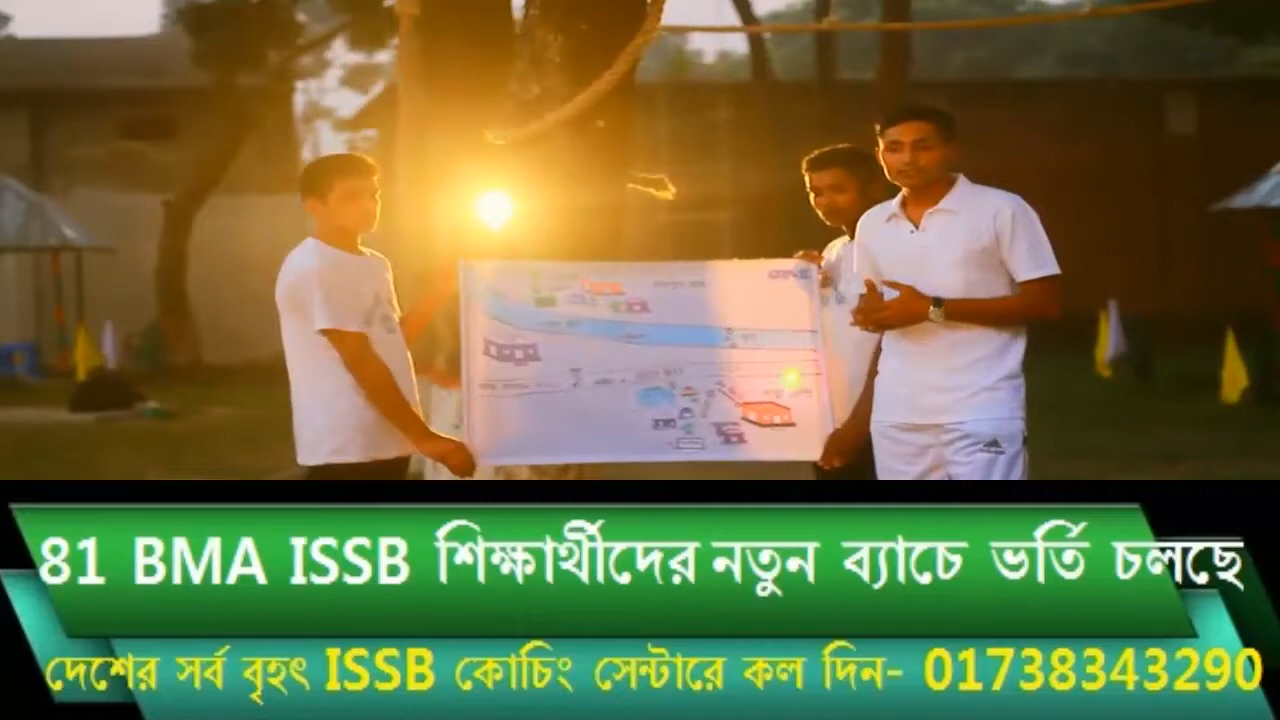 81 BMA ISSB শিক্ষার্থীদের নতুন ব্যাচে ভর্তি চলছে
দেশের সর্ব বৃহৎ ISSB কোচিং সেন্টারে কল দিন- 01738343290